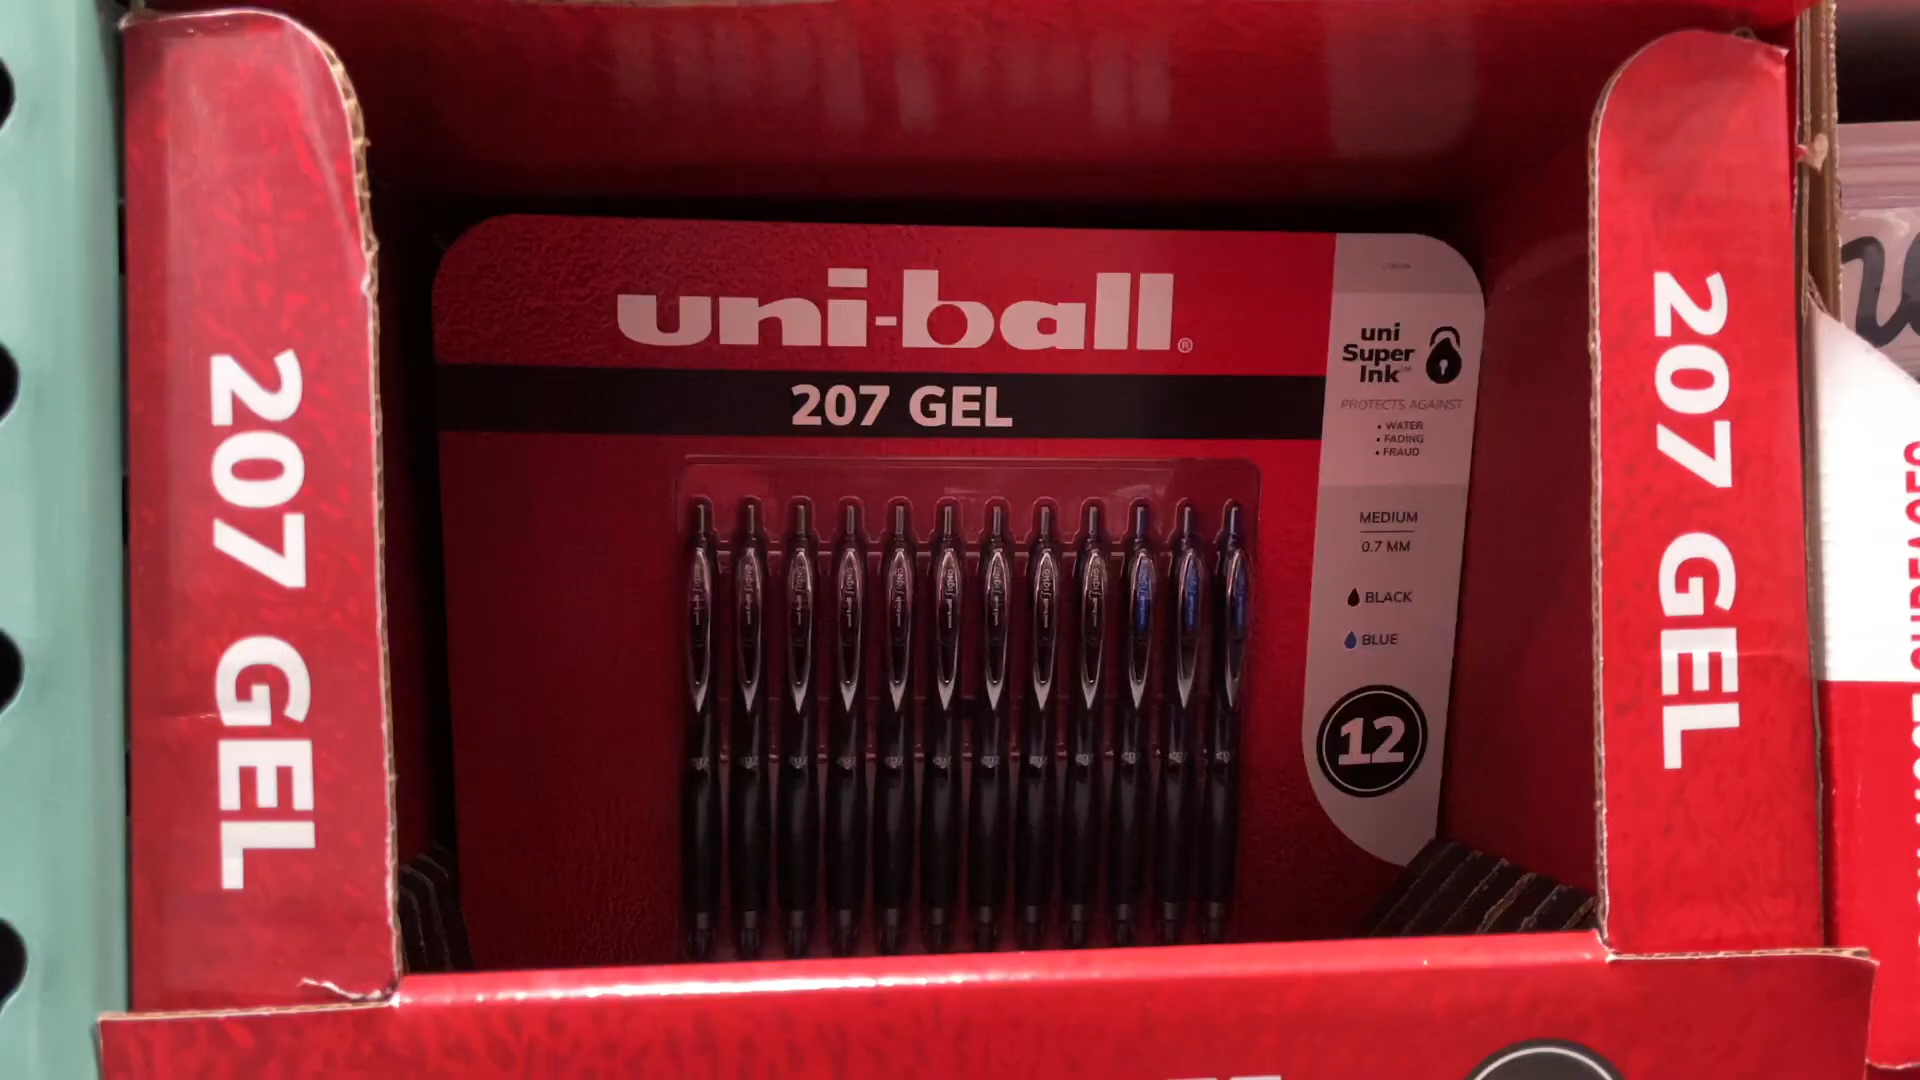 uni-ball®
207 GEL
uni
Super
Ink™
PROTECTS AGAINST
• WATER
• FADING
• FRAUD
MEDIUM
0.7 MM
BLACK
BLUE
12
207 GEL
207 GEL